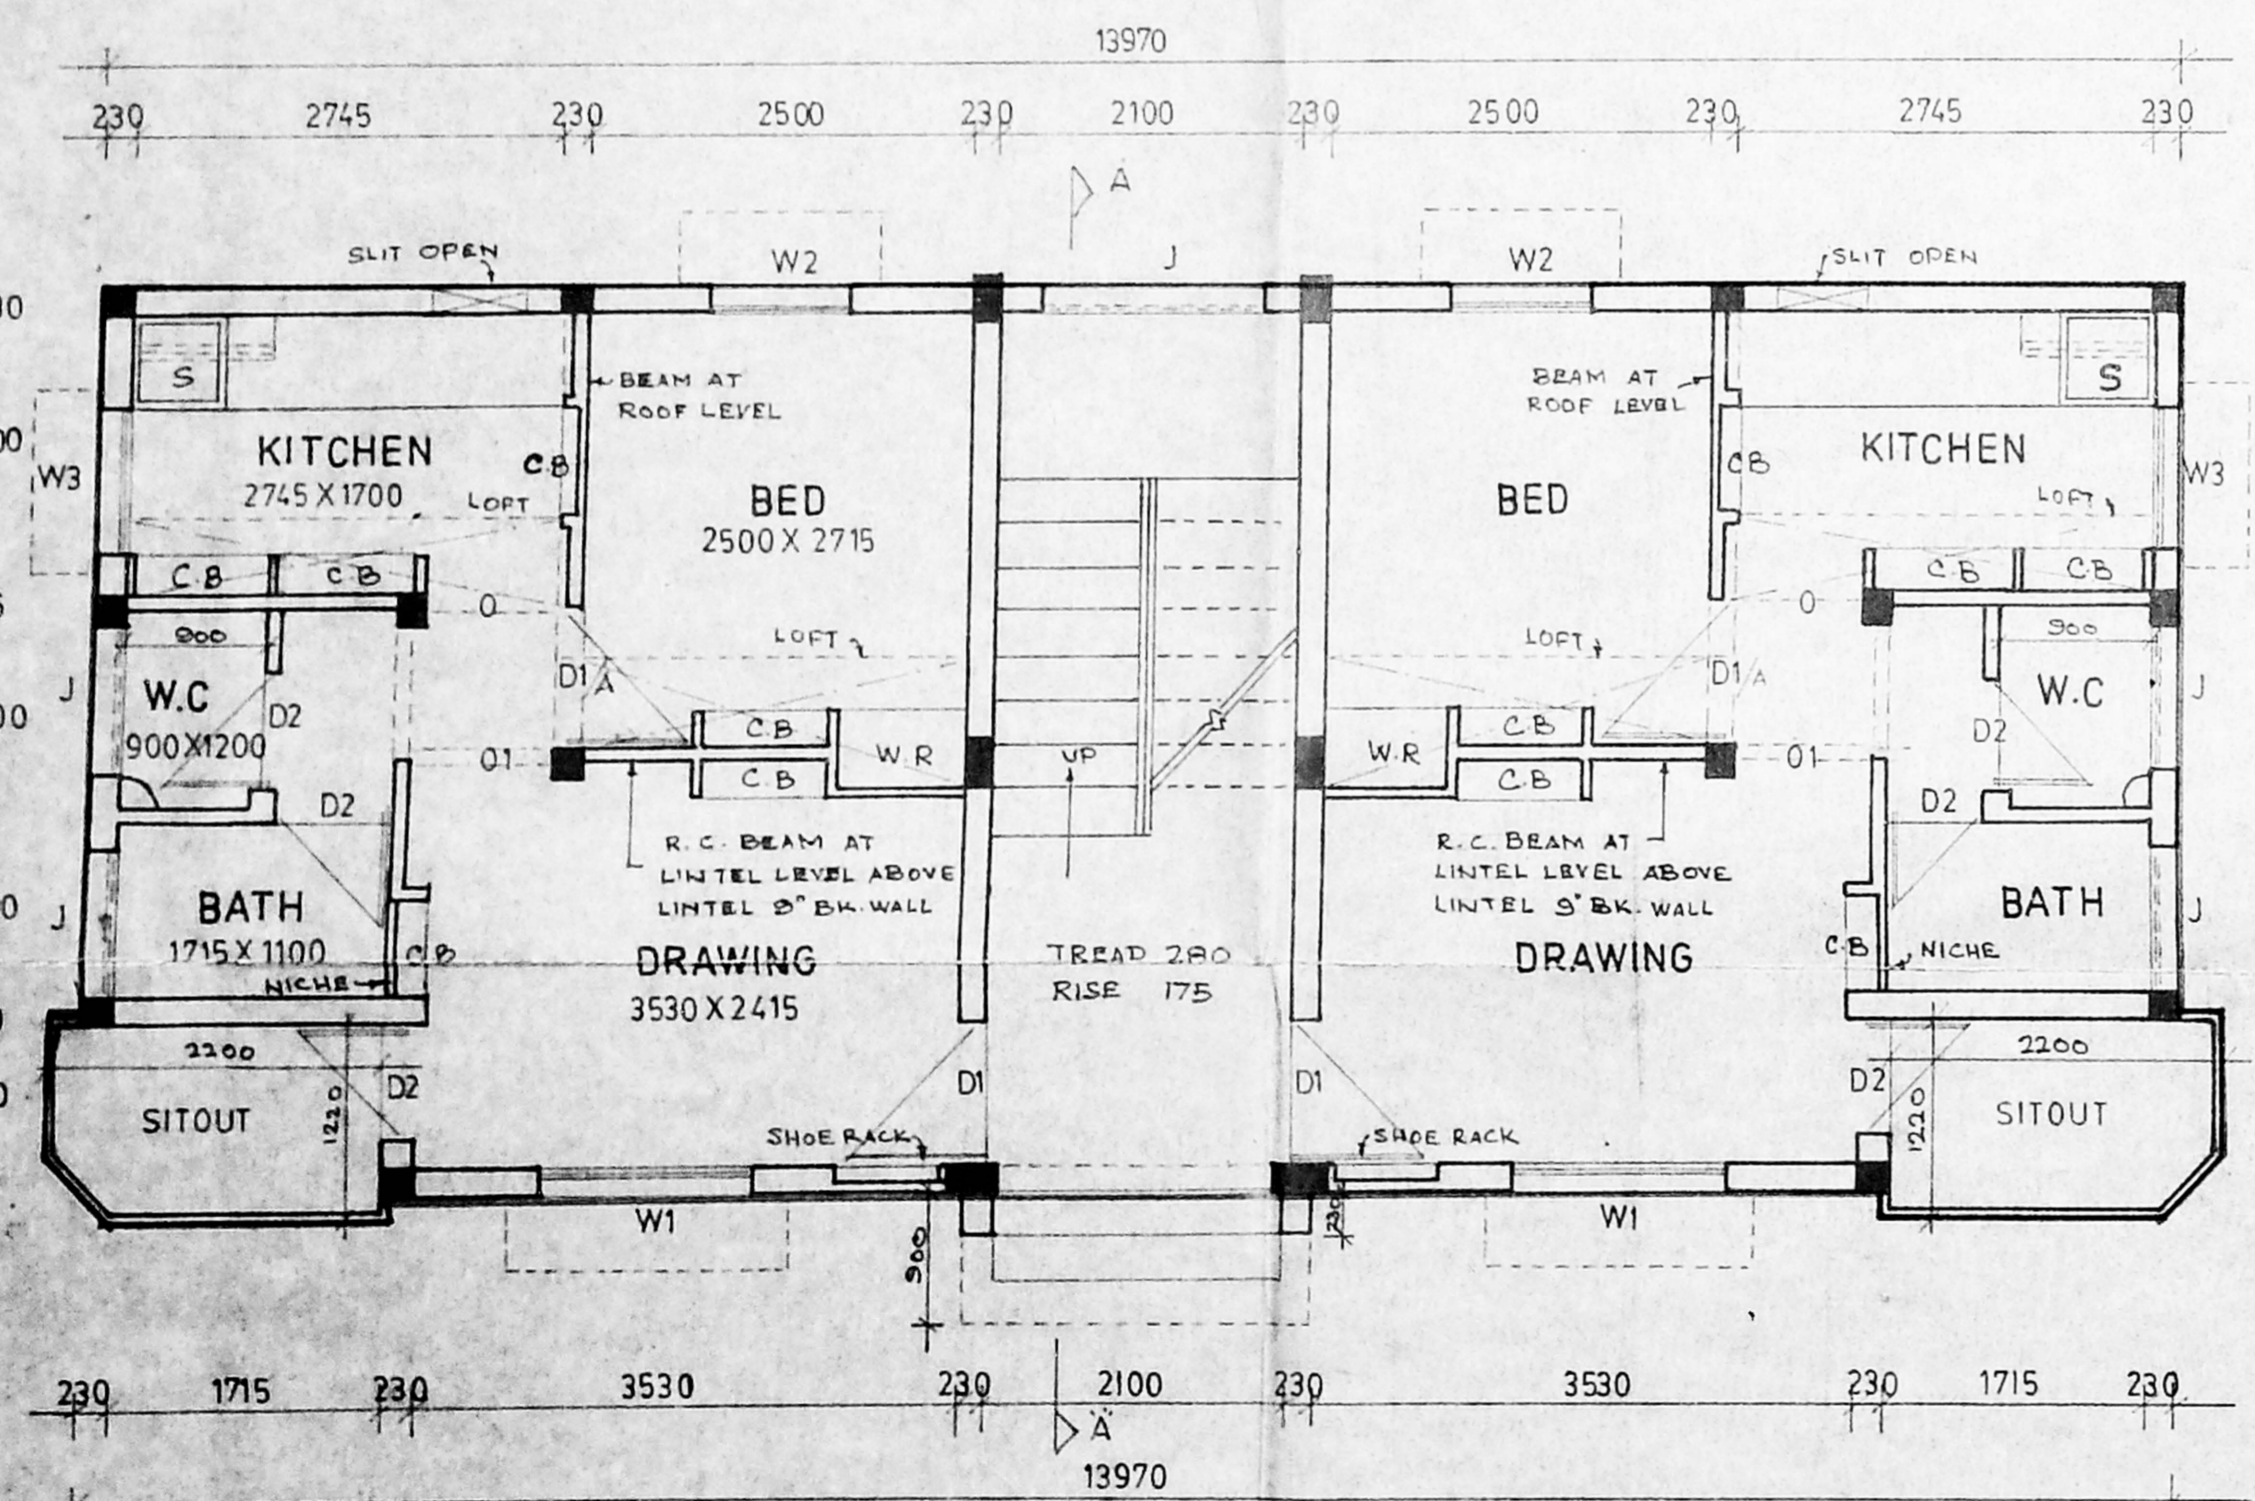 13970
230 2745 230 2500 230 2100 230 2500 230 2745 230
A
SLIT OPEN W2 J W2 SLIT OPEN
S
BEAM AT
ROOF LEVEL
BEAM AT
ROOF LEVEL
S
W3
KITCHEN
2745 X 1700
C.B
LOFT
BED
2500 X 2715
BED
CB
KITCHEN
LOFT
W3
C.B C.B
C.B C.B
O O
900
900
LOFT LOFT
J
W.C
900X1200
D2
D1
A
C.B
C.B
W.R
UP
W.R
C.B
C.B
D1
A
D2
W.C
J
O1 O1
D2 D2
R.C. BEAM AT
LINTEL LEVEL ABOVE
LINTEL 9" BK. WALL
R.C. BEAM AT
LINTEL LEVEL ABOVE
LINTEL 9" BK. WALL
J
BATH
1715 X 1100
NICHE
C.B
DRAWING
3530 X 2415
TREAD 280
RISE 175
DRAWING
C.B
NICHE
BATH
J
2200
SITOUT
1220
D2
D1
D1
D2
2200
1220
SITOUT
SHOE RACK SHOE RACK
W1
900
230
W1
230 1715 230 3530 230 2100 230 3530 230 1715 230
Ä
13970